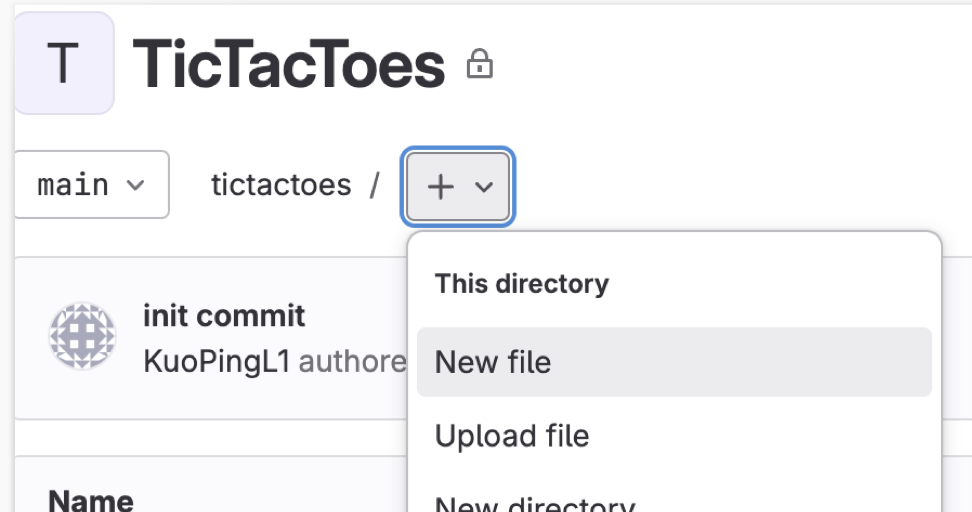 T TicTacToes
main tictactoes / +
This directory
init commit
KuoPingL1 authore
New file
Upload file
New directory
Name